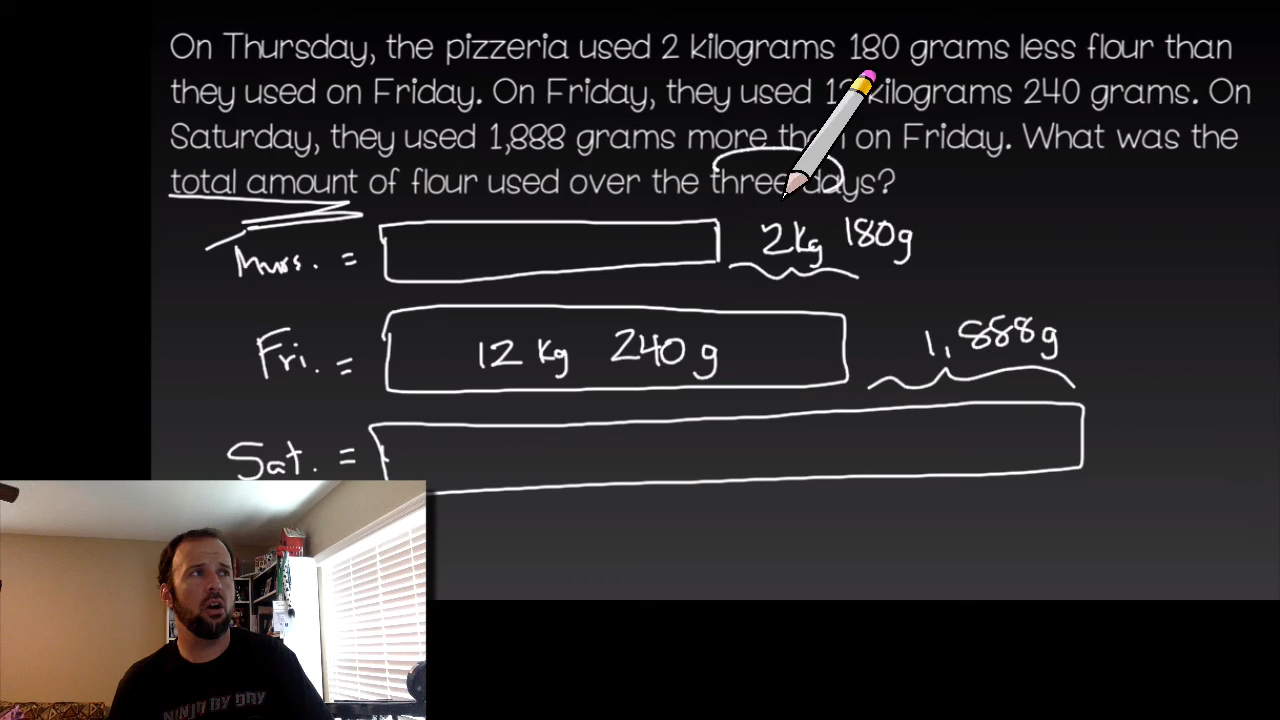 On Thursday, the pizzeria used 2 kilograms 180 grams less flour than
they used on Friday. On Friday, they used 12 kilograms 240 grams. On
Saturday, they used 1,888 grams more than on Friday. What was the
total amount of flour used over the three days?
Thurs. = 2kg 180g
Fri. = 12 kg 240 g 1,888g
Sat. =
NINJA BY DAY